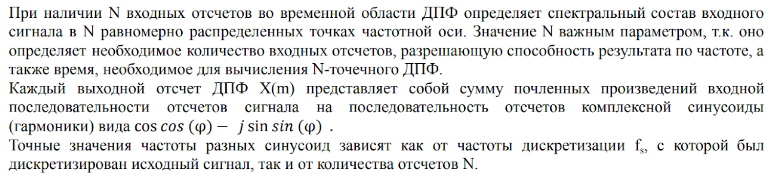 При наличии N входных отсчетов во временной области ДПФ определяет спектральный состав входного
сигнала в N равномерно распределенных точках частотной оси. Значение N важным параметром, т.к. оно
определяет необходимое количество входных отсчетов, разрешающую способность результата по частоте, а
также время, необходимое для вычисления N-точечного ДПФ.
Каждый выходной отсчет ДПФ X(m) представляет собой сумму почленных произведений входной
последовательности отсчетов сигнала на последовательность отсчетов комплексной синусоиды
(гармоники) вида cos cos (φ) − j sin sin (φ) .
Точные значения частоты разных синусоид зависят как от частоты дискретизации fs, с которой был
дискретизирован исходный сигнал, так и от количества отсчетов N.